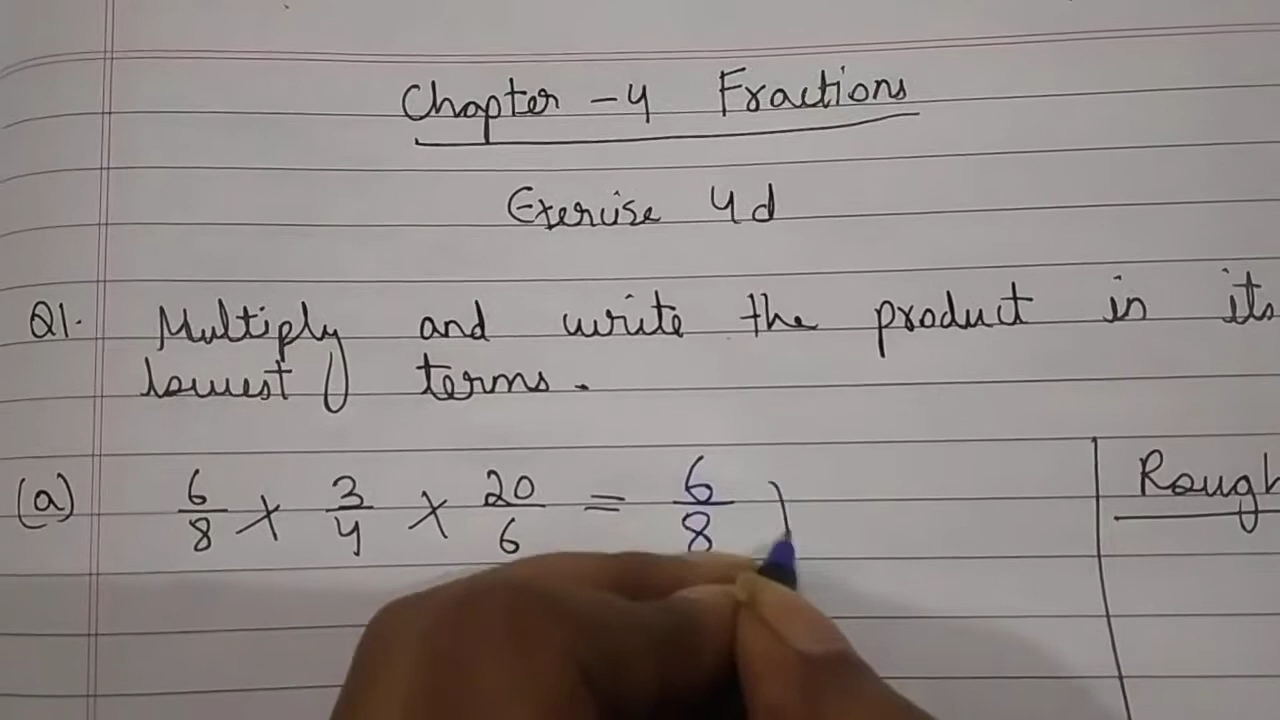 Chapter - 4 Fractions
Exercise 4d
Q1. Multiply and write the product in its
lowest terms.
(a) 6/8 × 3/4 × 20/6 = 6/8
Rough